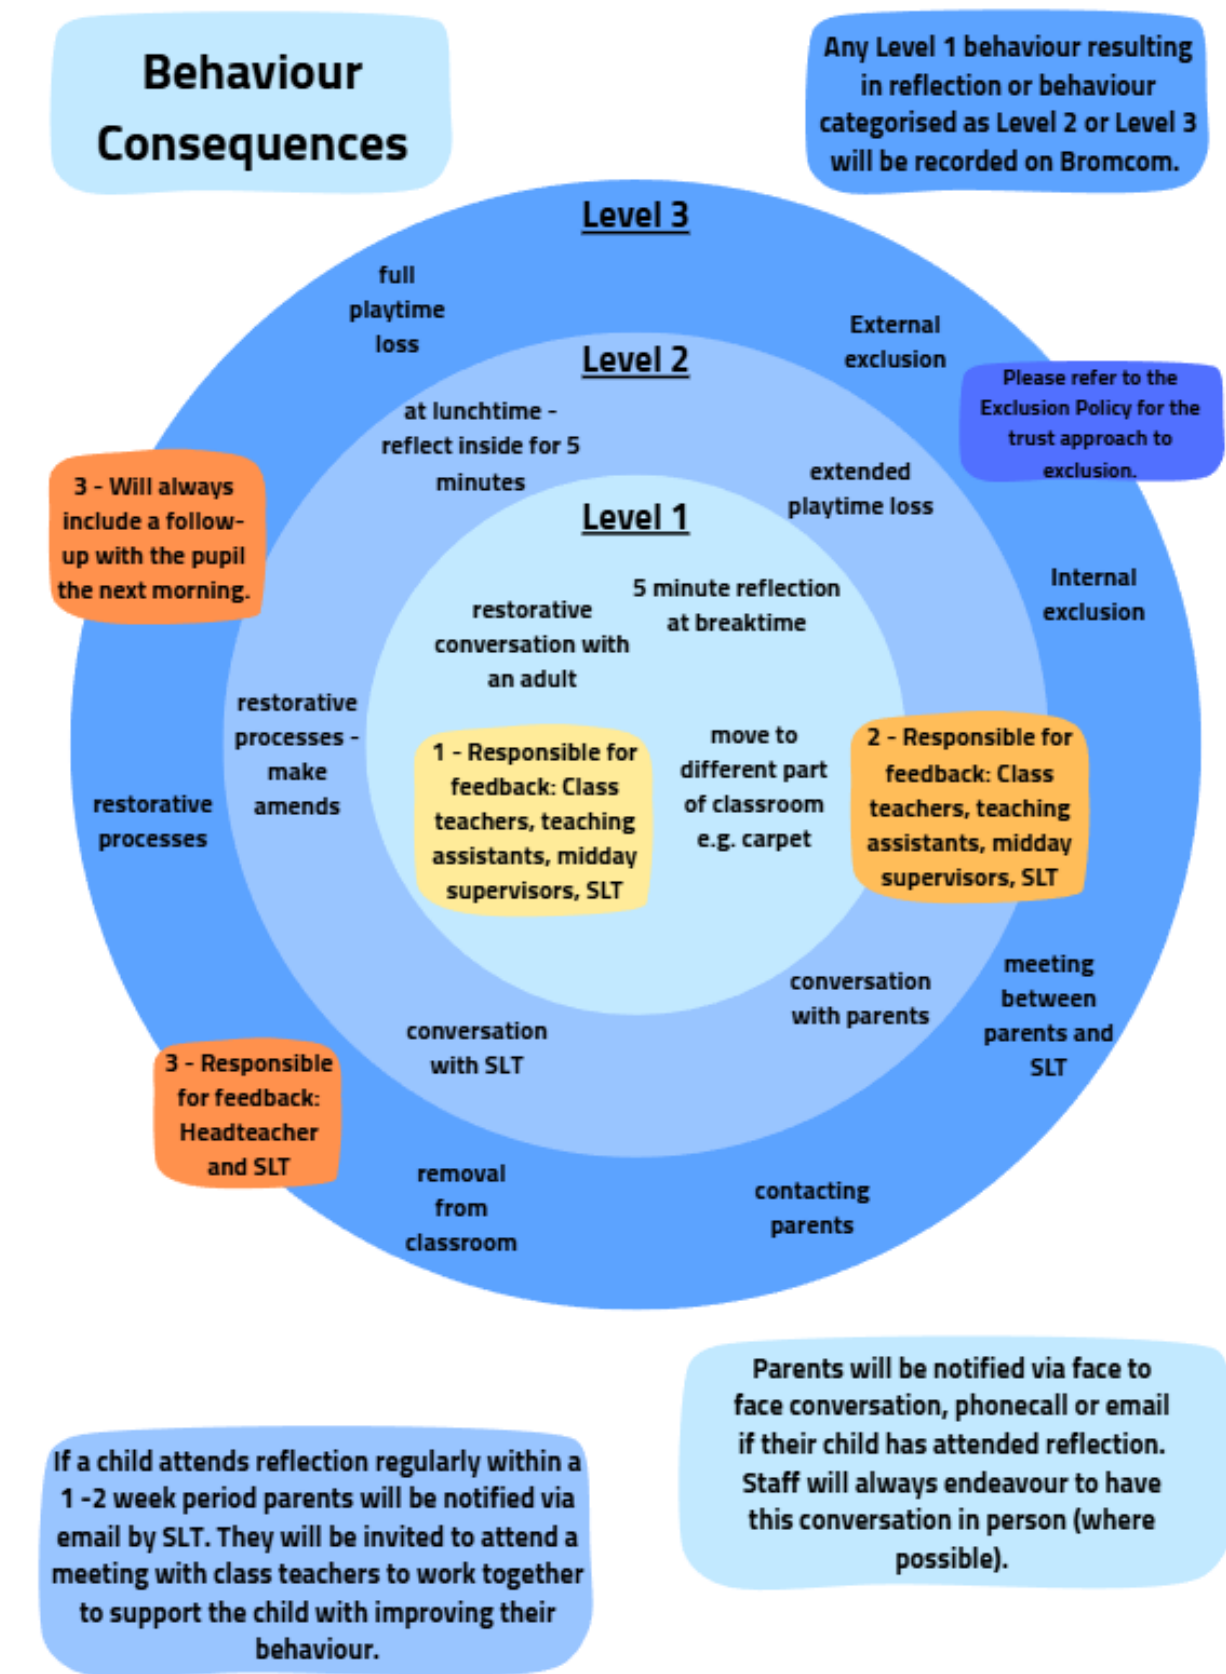 Behaviour
Consequences
Any Level 1 behaviour resulting
in reflection or behaviour
categorised as Level 2 or Level 3
will be recorded on Bromcom.
Level 3
full
playtime
loss
External
exclusion
Please refer to the
Exclusion Policy for the
trust approach to
exclusion.
Level 2
at lunchtime -
reflect inside for 5
minutes
extended
playtime loss
3 - Will always
include a follow-
up with the pupil
the next morning.
Level 1
Internal
exclusion
restorative
conversation with
an adult
5 minute reflection
at breaktime
restorative
processes -
make
amends
1 - Responsible for
feedback: Class
teachers, teaching
assistants, midday
supervisors, SLT
move to
different part
of classroom
e.g. carpet
2 - Responsible for
feedback: Class
teachers, teaching
assistants, midday
supervisors, SLT
restorative
processes
conversation
with parents
meeting
between
parents and
SLT
conversation
with SLT
3 - Responsible
for feedback:
Headteacher
and SLT
removal
from
classroom
contacting
parents
Parents will be notified via face to
face conversation, phonecall or email
if their child has attended reflection.
Staff will always endeavour to have
this conversation in person (where
possible).
If a child attends reflection regularly within a
1 -2 week period parents will be notified via
email by SLT. They will be invited to attend a
meeting with class teachers to work together
to support the child with improving their
behaviour.